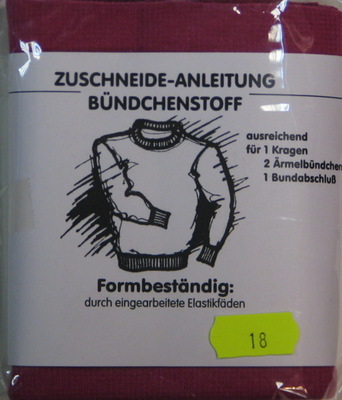 ZUSCHNEIDE-ANLEITUNG
BÜNDCHENSTOFF
ausreichend
für 1 Kragen
2 Ärmelbündchen
1 Bundabschluß
Formbeständig:
durch eingearbeitete Elastikfäden
18